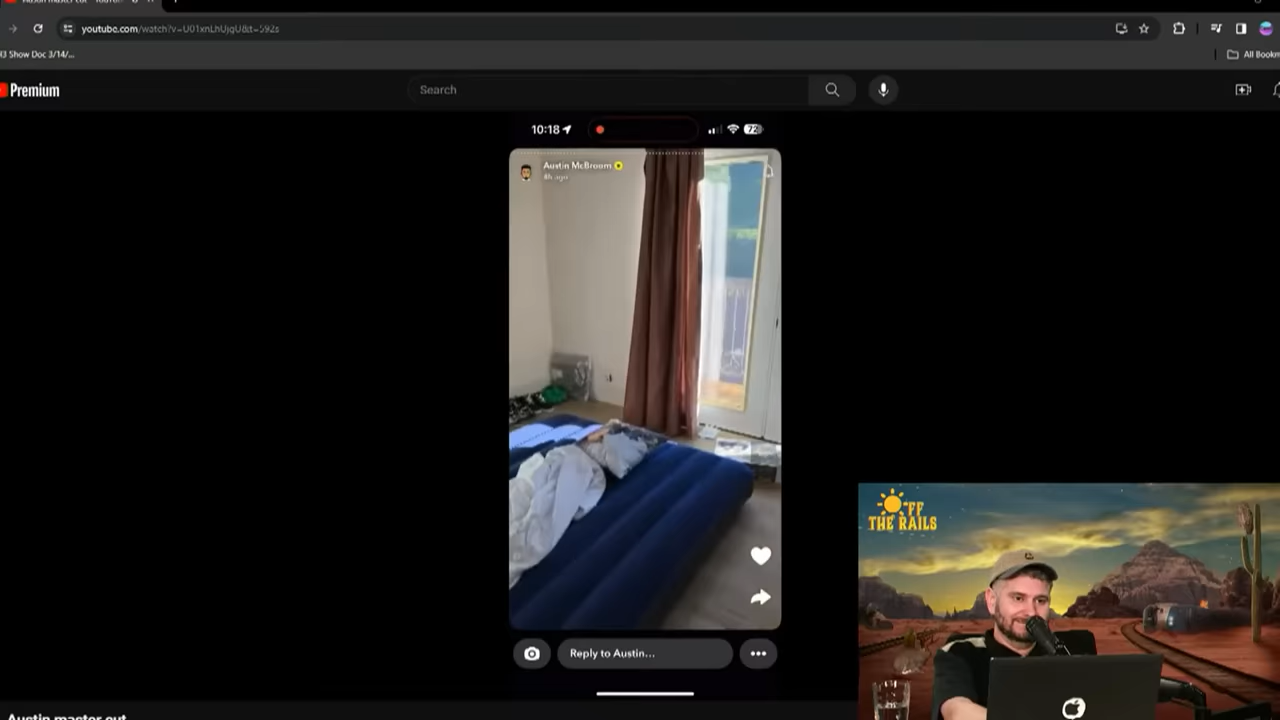 youtube.com/watch?v=U01xnLhUjgU&t=592s
Show Doc 3/14/...
All Bookm
Premium
Search
10:18
72
Austin McBroom
4h ago
Reply to Austin...
OFF
THE RAILS
Austin master cut